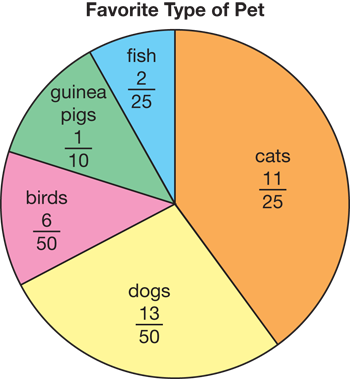 Favorite Type of Pet
fish
2
25
guinea
pigs
1
10
cats
11
25
birds
6
50
dogs
13
50